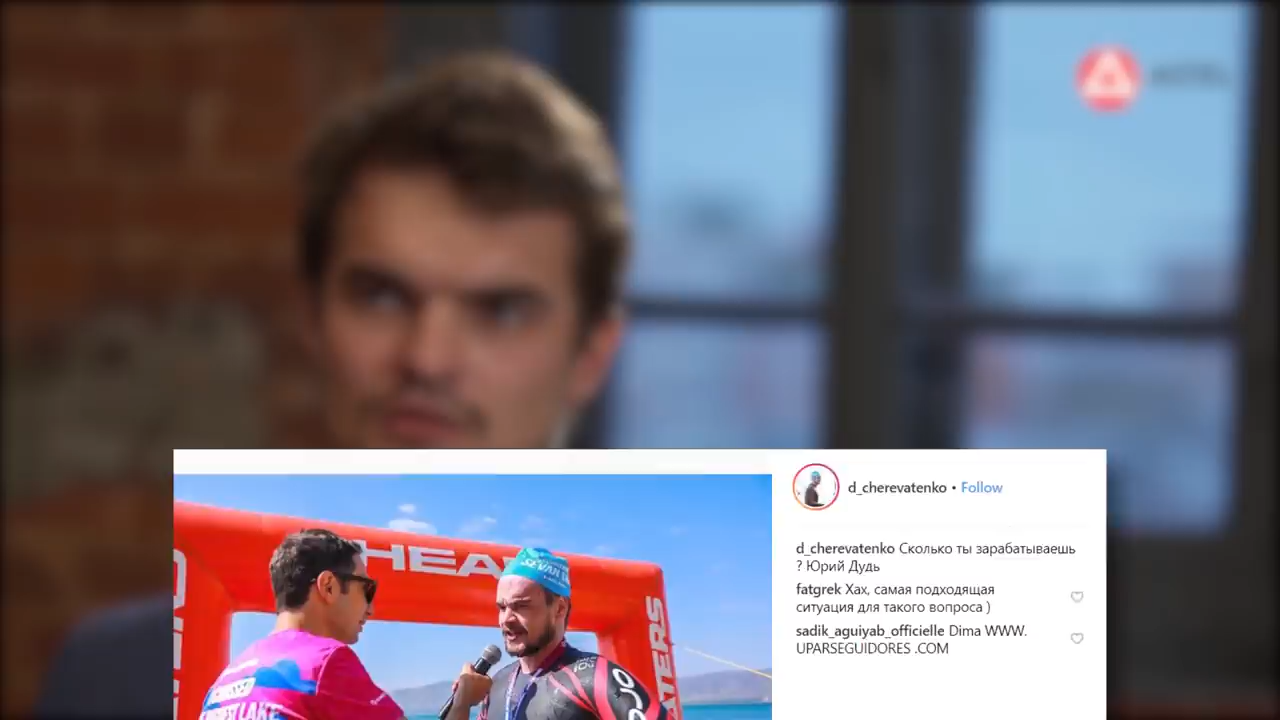 d_cherevatenko • Follow
d_cherevatenko Сколько ты зарабатываешь
? Юрий Дудь
fatgrek Хах, самая подходящая
ситуация для такого вопроса )
sadik_aguiyab_officielle Dima WWW.
UPARSEGUIDORES .COM
HEA
SEVAN